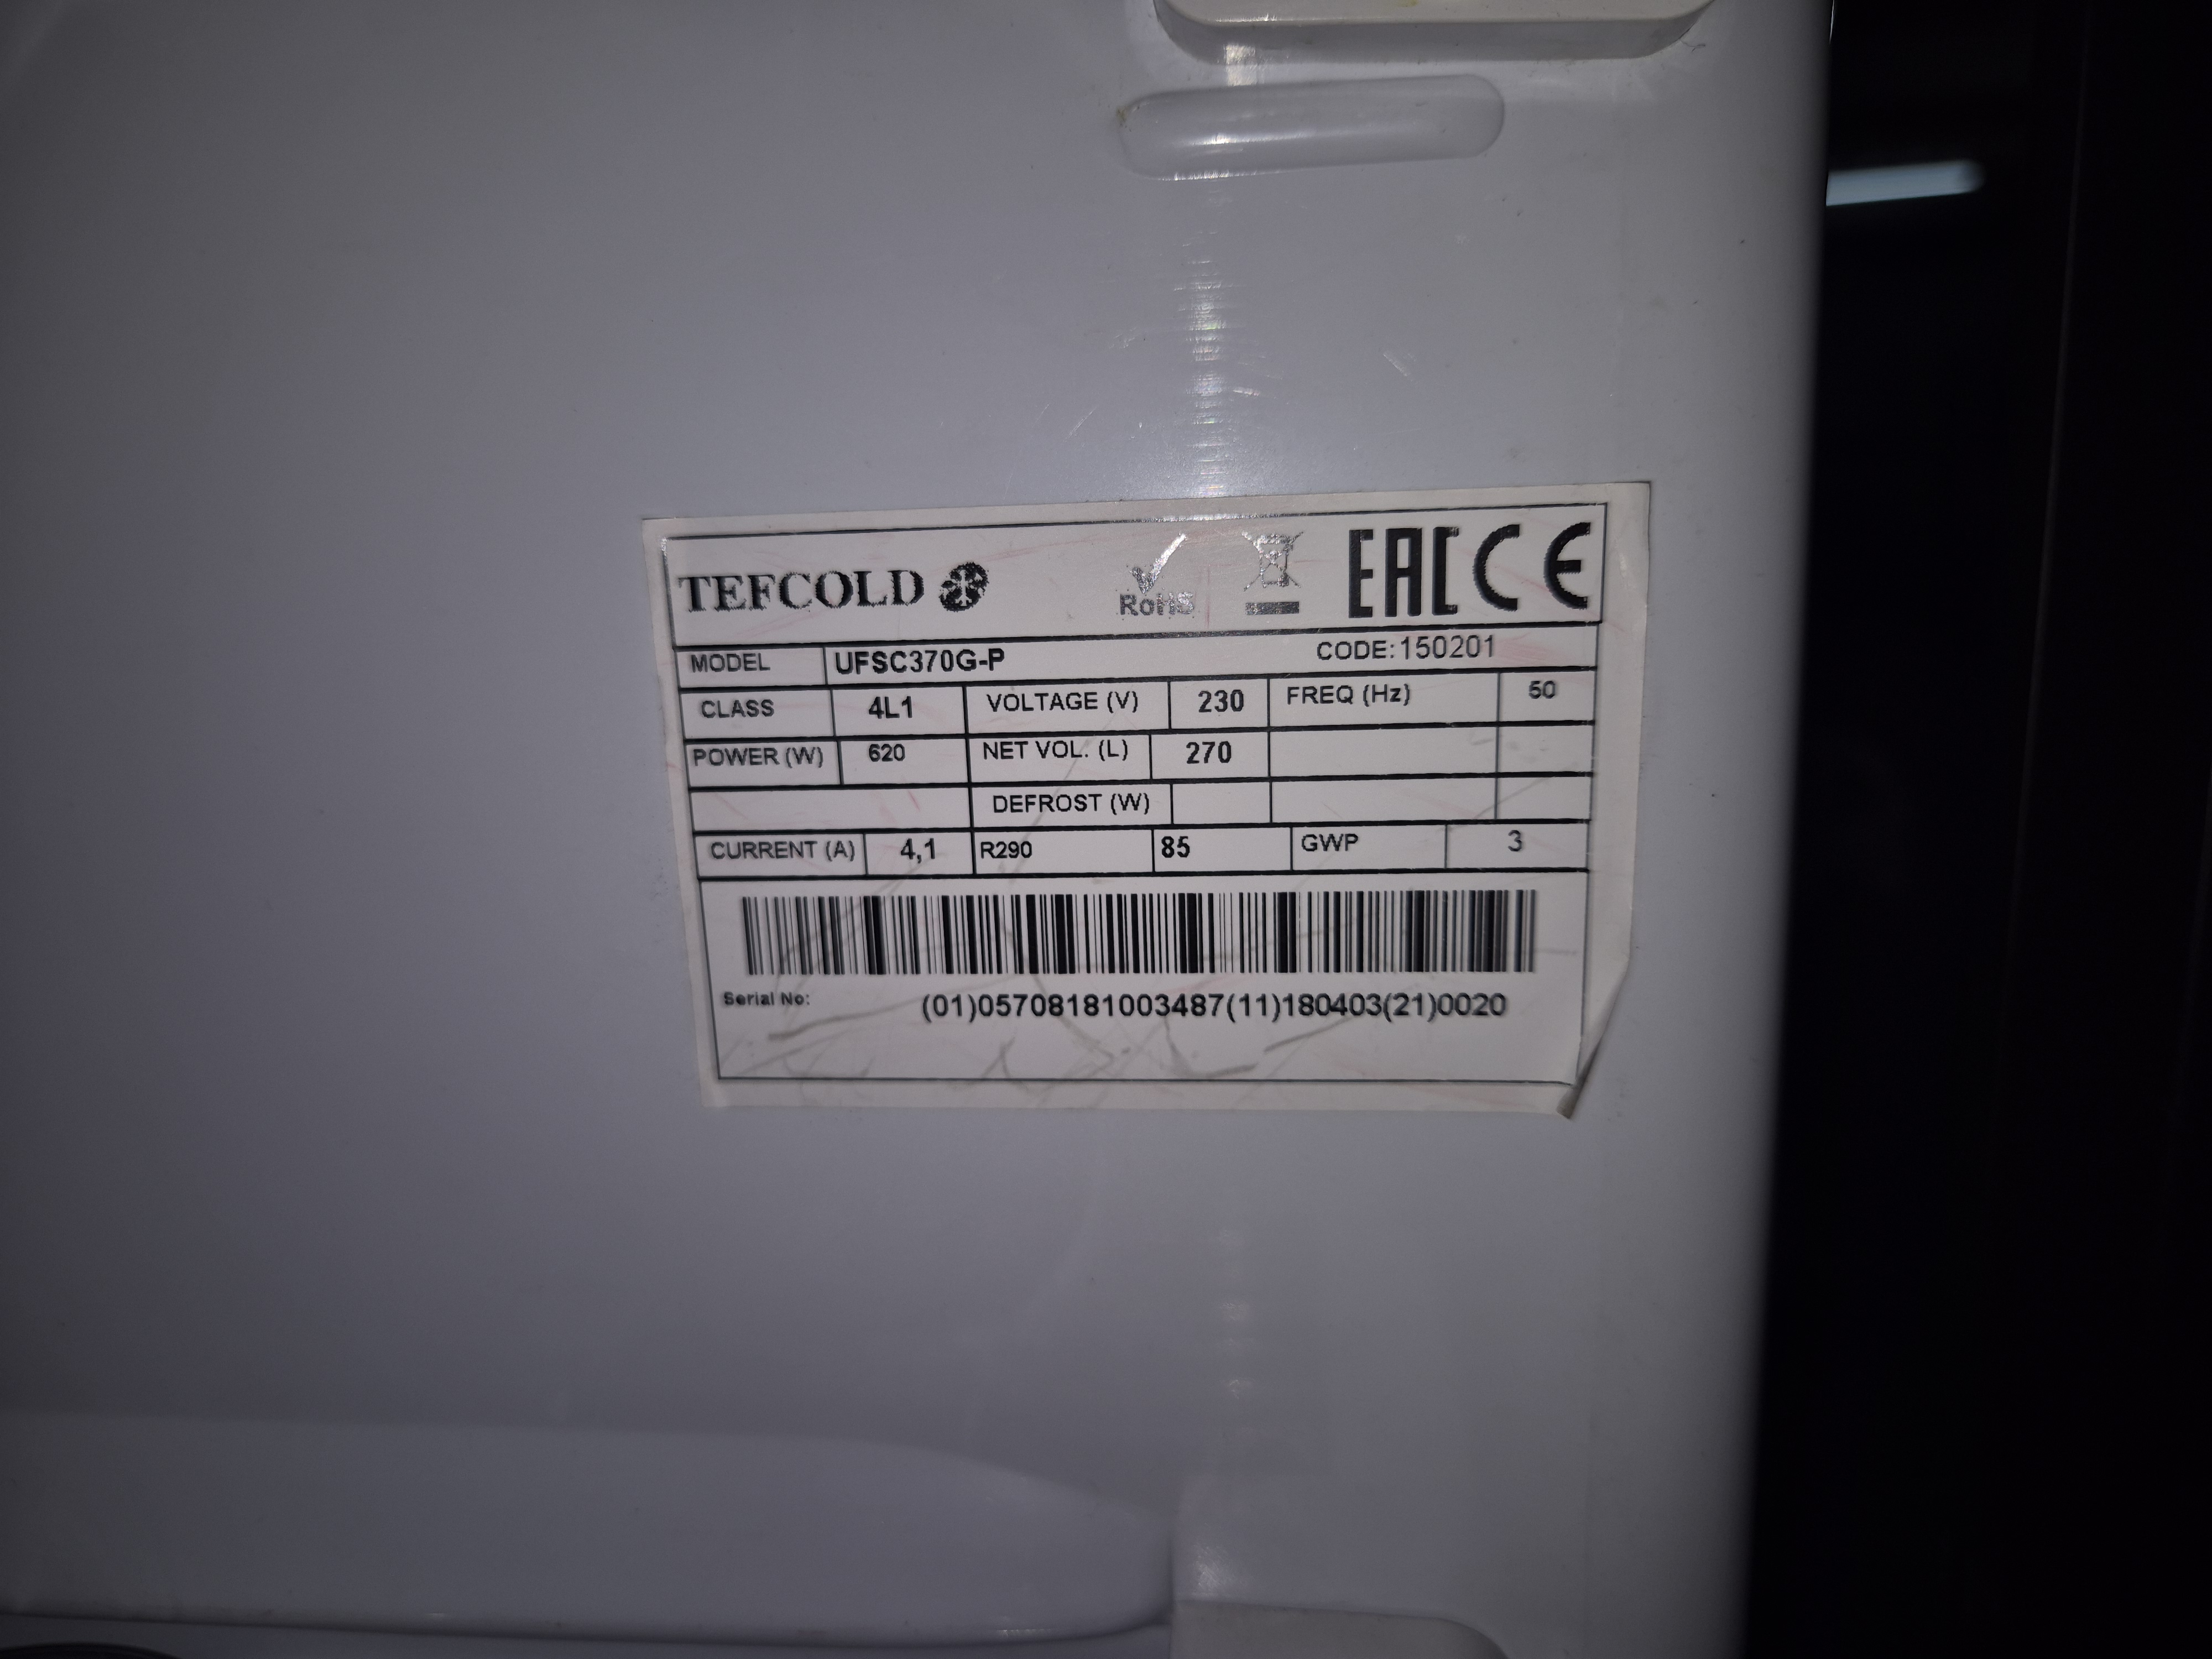 TEFCOLD RoHS EAC CE
MODEL UFSC370G-P CODE:150201
CLASS 4L1 VOLTAGE (V) 230 FREQ (Hz) 50
POWER (W) 620 NET VOL. (L) 270
DEFROST (W)
CURRENT (A) 4,1 R290 85 GWP 3
Serial No: (01)05708181003487(11)180403(21)0020